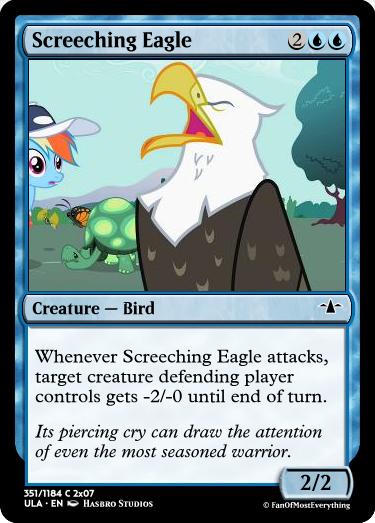 Screeching Eagle 2
Creature — Bird
Whenever Screeching Eagle attacks,
target creature defending player
controls gets -2/-0 until end of turn.
Its piercing cry can draw the attention
of even the most seasoned warrior.
2/2
351/1184 C 2x07
ULA • EN Hasbro Studios
© FanOfMostEverything